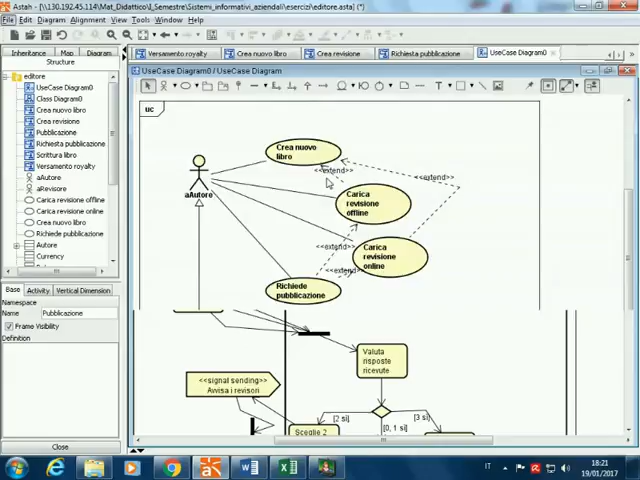 Astah - [\\130.192.45.114\Mat_Didattico\I_Semestre\Sistemi_informativi_aziendali\esercizi\editore.asta] (*)
File Edit Diagram Alignment View Tools Window Help
Inheritance Map Diagram
Structure
editore
UseCase Diagram0
Class Diagram0
Crea nuovo libro
Crea revisione
Pubblicazione
Richiesta pubblicazione
Scrittura libro
Versamento royalty
aAutore
aRevisore
Carica revisione offline
Carica revisione online
Crea nuovo libro
Richiede pubblicazione
Autore
Currency
Base Activity Vertical Dimension
Namespace
Name Pubblicazione
Frame Visibility
Definition
Close
Versamento royalty Crea nuovo libro Crea revisione Richiesta pubblicazione UseCase Diagram0
UseCase Diagram0 / UseCase Diagram
uc
Crea nuovo
libro
<<extend>>
<<extend>>
aAutore
Carica
revisione
offline
<<extend>>
Carica
revisione
online
<<extend>>
Richiede
pubblicazione
Valuta
risposte
ricevute
<<signal sending>>
Avvisa i revisori
[2 sì]
[3 sì]
[0, 1 sì]
Sceglie 2
IT
18:21
19/01/2017